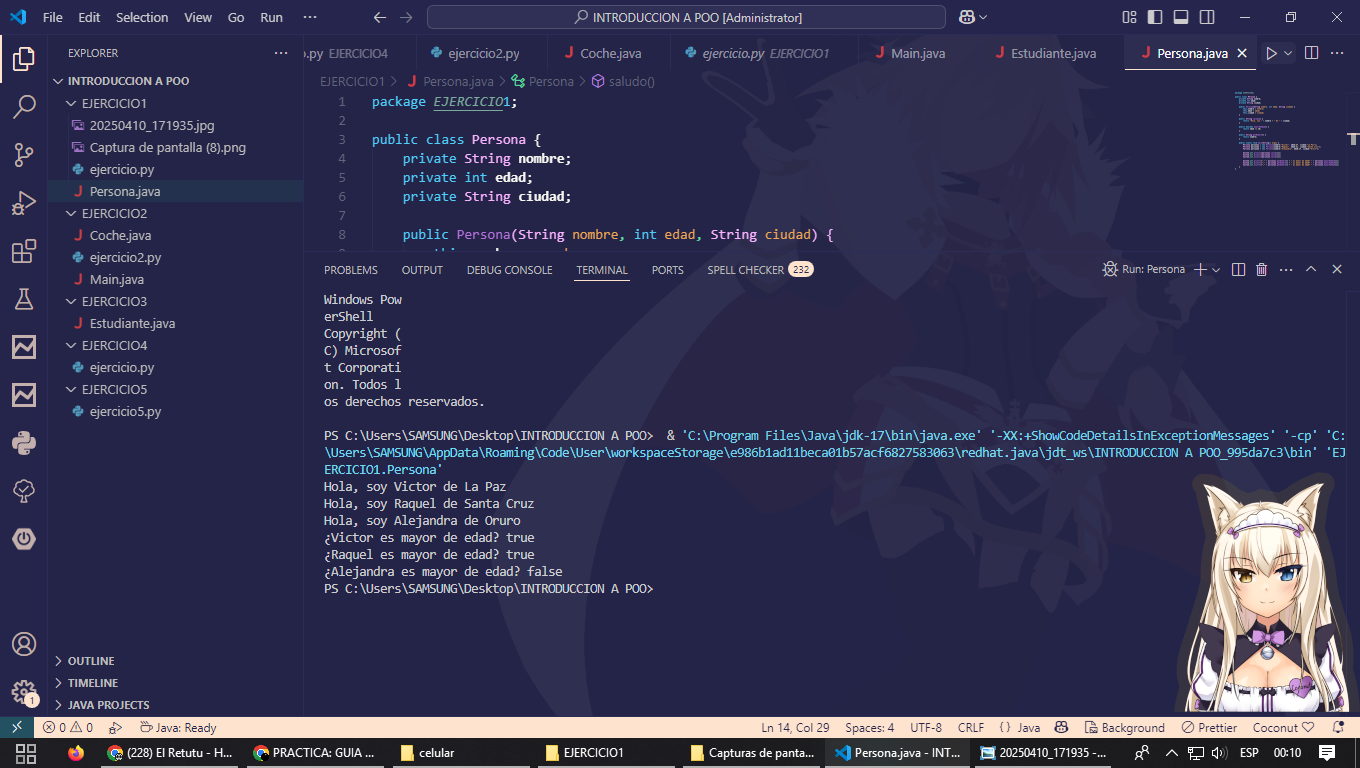 File Edit Selection View Go Run ··· INTRODUCCION A POO [Administrator]
EXPLORER ···
INTRODUCCION A POO
EJERCICIO1
20250410_171935.jpg
Captura de pantalla (8).png
ejercicio.py
Persona.java
EJERCICIO2
Coche.java
ejercicio2.py
Main.java
EJERCICIO3
Estudiante.java
EJERCICIO4
ejercicio.py
EJERCICIO5
ejercicio5.py
OUTLINE
TIMELINE
JAVA PROJECTS
.py EJERCICIO4 ejercicio2.py Coche.java ejercicio.py EJERCICIO1 Main.java Estudiante.java Persona.java
EJERCICIO1 > Persona.java > Persona > saludo()
1 package EJERCICIO1;
2
3 public class Persona {
4 private String nombre;
5 private int edad;
6 private String ciudad;
7
8 public Persona(String nombre, int edad, String ciudad) {
PROBLEMS OUTPUT DEBUG CONSOLE TERMINAL PORTS SPELL CHECKER 232 Run: Persona
Windows Pow
erShell
Copyright (
C) Microsof
t Corporati
on. Todos l
os derechos reservados.
PS C:\Users\SAMSUNG\Desktop\INTRODUCCION A POO> & 'C:\Program Files\Java\jdk-17\bin\java.exe' '-XX:+ShowCodeDetailsInExceptionMessages' '-cp' 'C:
\Users\SAMSUNG\AppData\Roaming\Code\User\workspaceStorage\e986b1ad11beca01b57acf6827583063\redhat.java\jdt_ws\INTRODUCCION A POO_995da7c3\bin' 'EJ
ERCICIO1.Persona'
Hola, soy Victor de La Paz
Hola, soy Raquel de Santa Cruz
Hola, soy Alejandra de Oruro
¿Victor es mayor de edad? true
¿Raquel es mayor de edad? true
¿Alejandra es mayor de edad? false
PS C:\Users\SAMSUNG\Desktop\INTRODUCCION A POO>
1
0 0 Java: Ready Ln 14, Col 29 Spaces: 4 UTF-8 CRLF { } Java Background Prettier Coconut
(228) El Retutu - H... PRACTICA: GUIA ... celular EJERCICIO1 Capturas de panta... Persona.java - INT... 20250410_171935 -... ESP 00:10